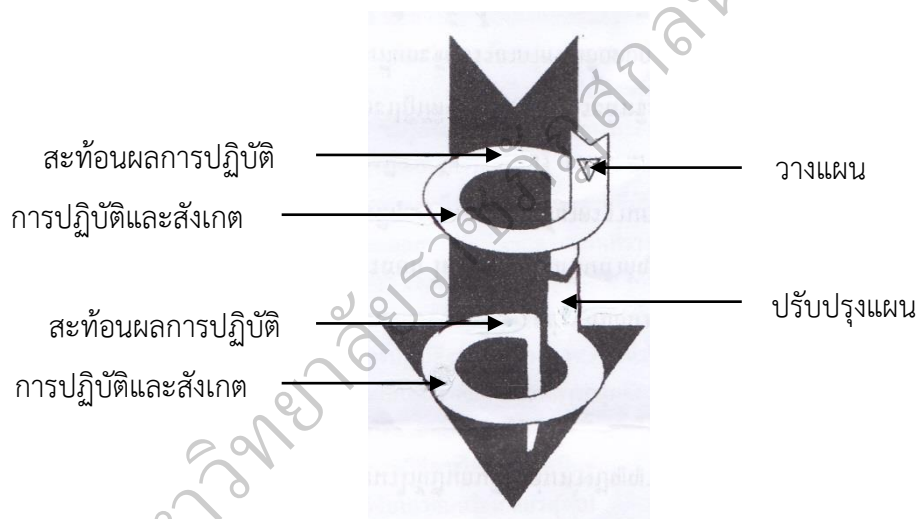 สะท้อนผลการปฏิบัติ
วางแผน
การปฏิบัติและสังเกต
ปรับปรุงแผน
สะท้อนผลการปฏิบัติ
การปฏิบัติและสังเกต